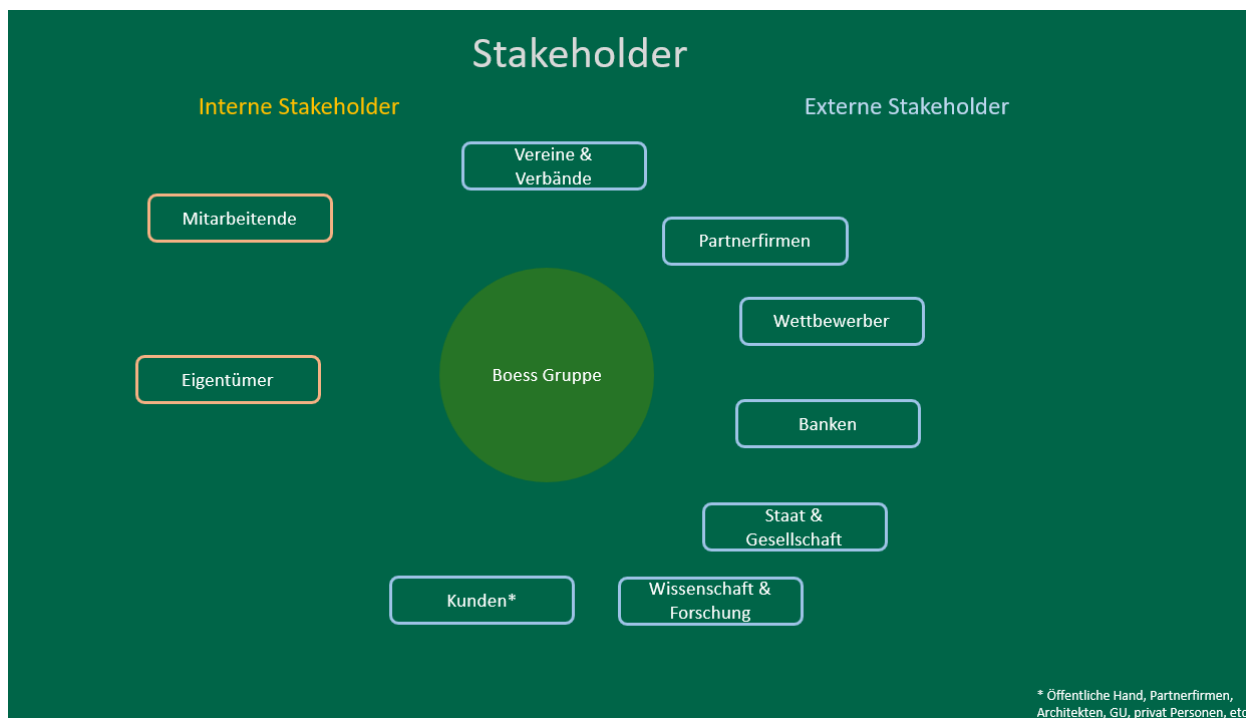 Stakeholder
Interne Stakeholder
Externe Stakeholder
Vereine &
Verbände
Mitarbeitende
Partnerfirmen
Wettbewerber
Boess Gruppe
Eigentümer
Banken
Staat &
Gesellschaft
Kunden*
Wissenschaft &
Forschung
* Öffentliche Hand, Partnerfirmen,
Architekten, GU, privat Personen, etc